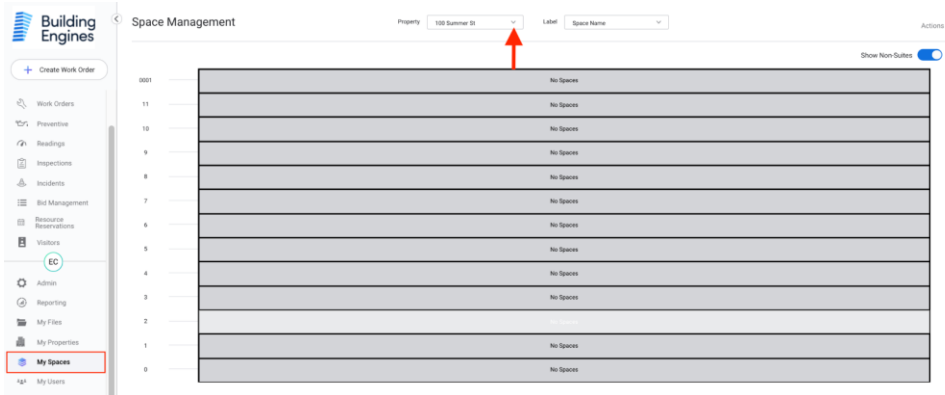 Building
Engines
Space Management
Property
100 Summer St
Label
Space Name
Actions
Show Non-Suites
+ Create Work Order
Work Orders
Preventive
Readings
Inspections
Incidents
Bid Management
Resource
Reservations
Visitors
EC
Admin
Reporting
My Files
My Properties
My Spaces
My Users
0001 No Spaces
11 No Spaces
10 No Spaces
9 No Spaces
8 No Spaces
7 No Spaces
6 No Spaces
5 No Spaces
4 No Spaces
3 No Spaces
2 No Spaces
1 No Spaces
0 No Spaces